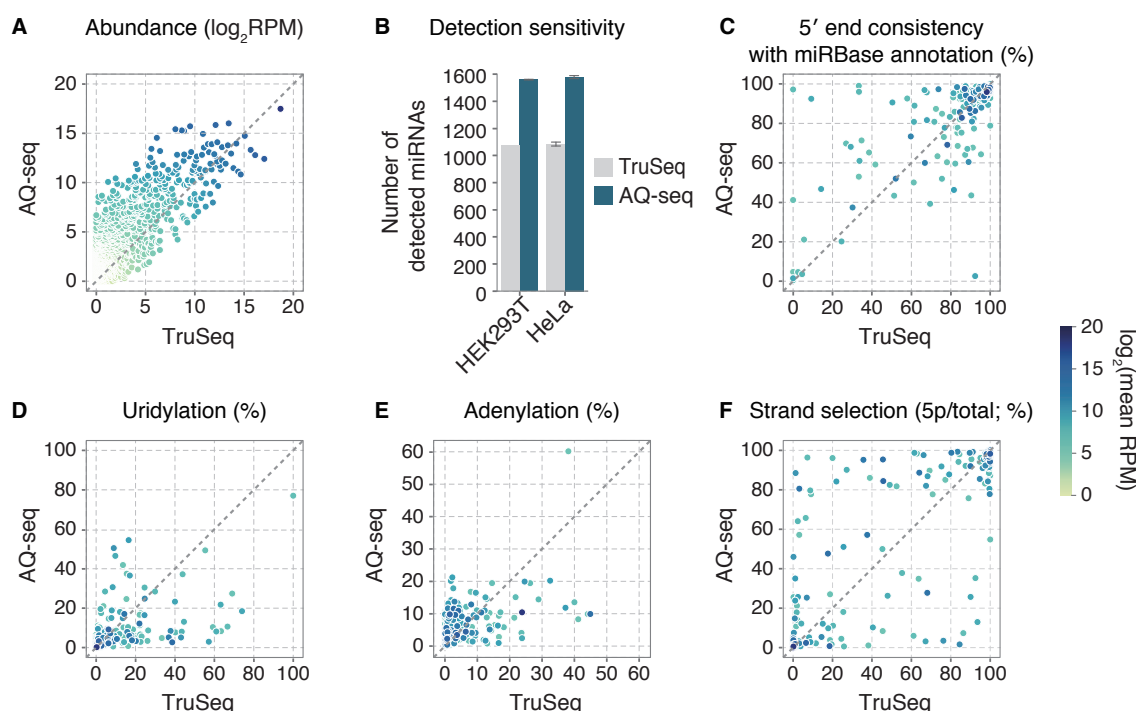 A Abundance (log2RPM)
20
15
10
5
0
AQ-seq
0 5 10 15 20
TruSeq
B Detection sensitivity
1600
1400
1200
1000
800
600
400
200
0
Number of
detected miRNAs
HEK293T
HeLa
TruSeq
AQ-seq
C 5′ end consistency
with miRBase annotation (%)
100
80
60
40
20
0
AQ-seq
0 20 40 60 80 100
TruSeq
20
15
10
5
0
log2(mean RPM)
D Uridylation (%)
100
80
60
40
20
0
AQ-seq
0 20 40 60 80 100
TruSeq
E Adenylation (%)
60
50
40
30
20
10
0
AQ-seq
0 10 20 30 40 50 60
TruSeq
F Strand selection (5p/total; %)
100
80
60
40
20
0
AQ-seq
0 20 40 60 80 100
TruSeq